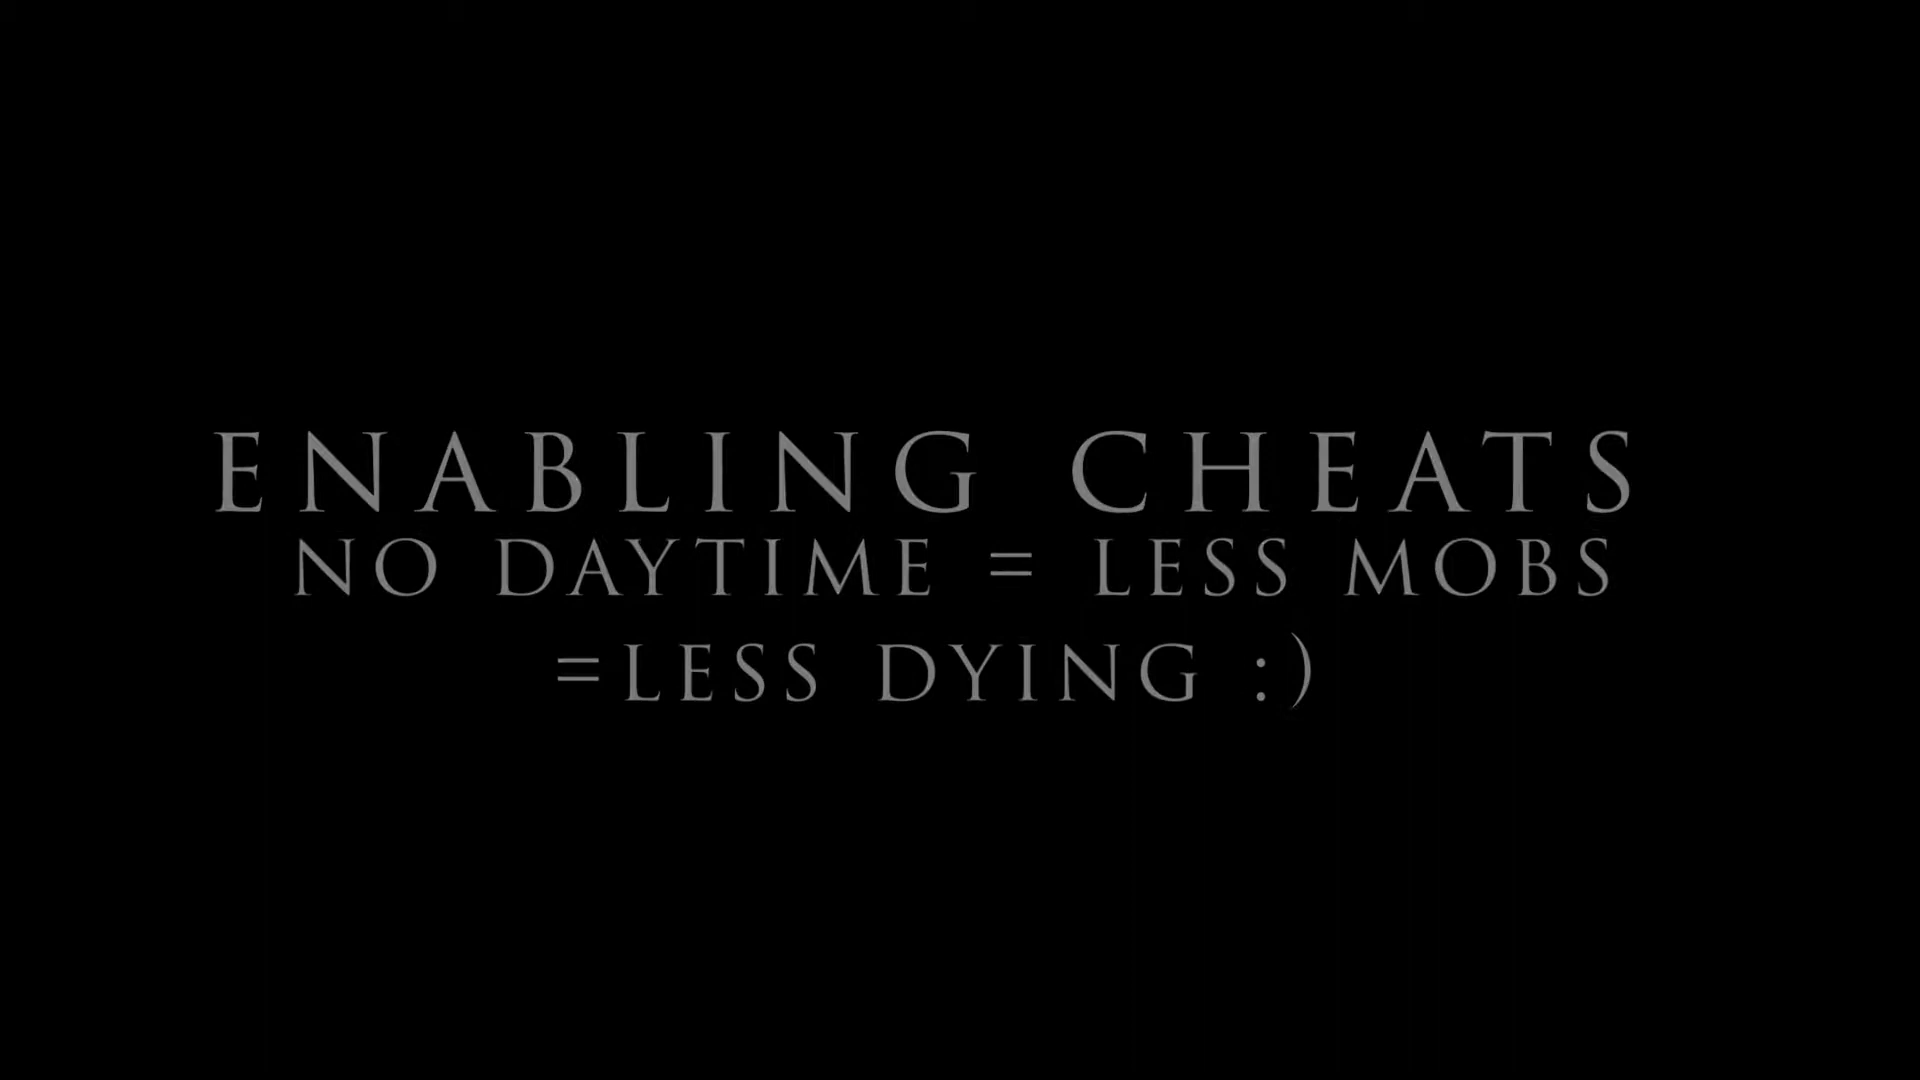 ENABLING CHEATS
NO DAYTIME = LESS MOBS
=LESS DYING :)